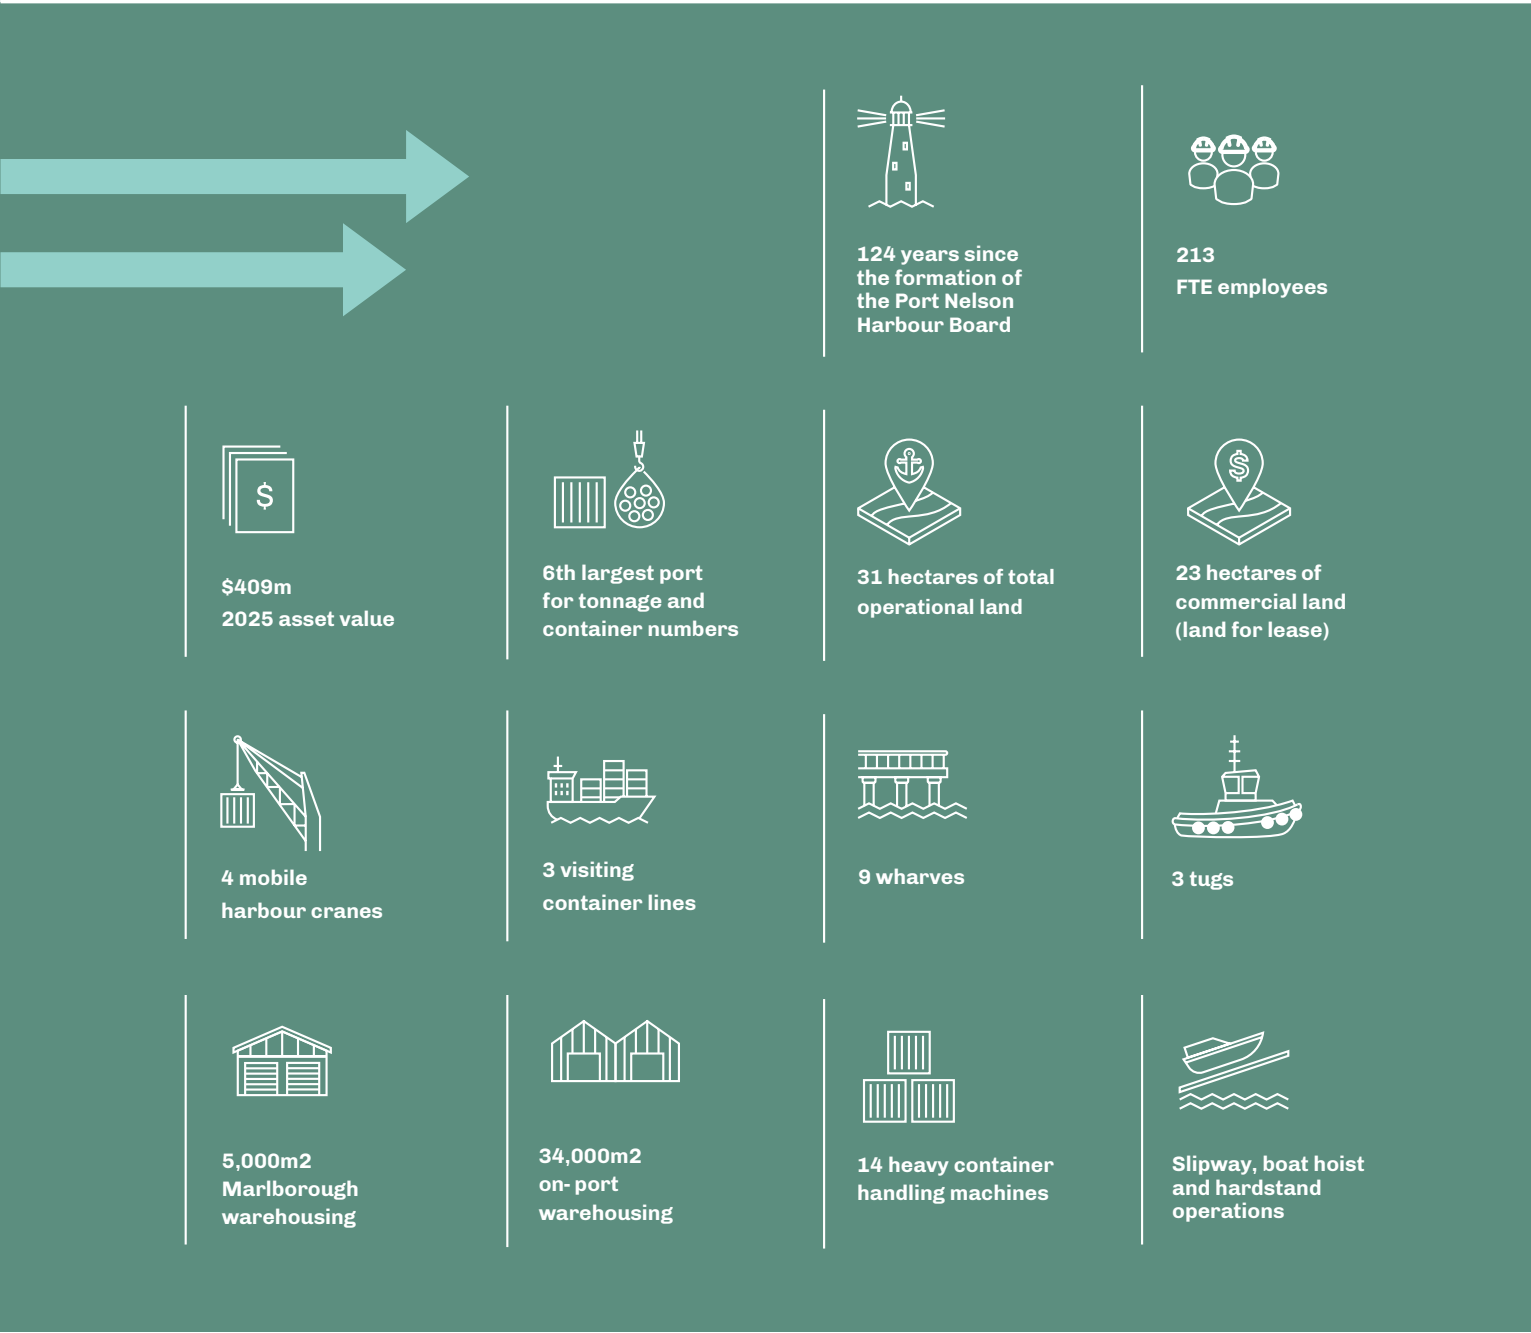 124 years since
the formation of
the Port Nelson
Harbour Board
213
FTE employees
$
$409m
2025 asset value
6th largest port
for tonnage and
container numbers
31 hectares of total
operational land
$
23 hectares of
commercial land
(land for lease)
4 mobile
harbour cranes
3 visiting
container lines
9 wharves
3 tugs
5,000m2
Marlborough
warehousing
34,000m2
on- port
warehousing
14 heavy container
handling machines
Slipway, boat hoist
and hardstand
operations